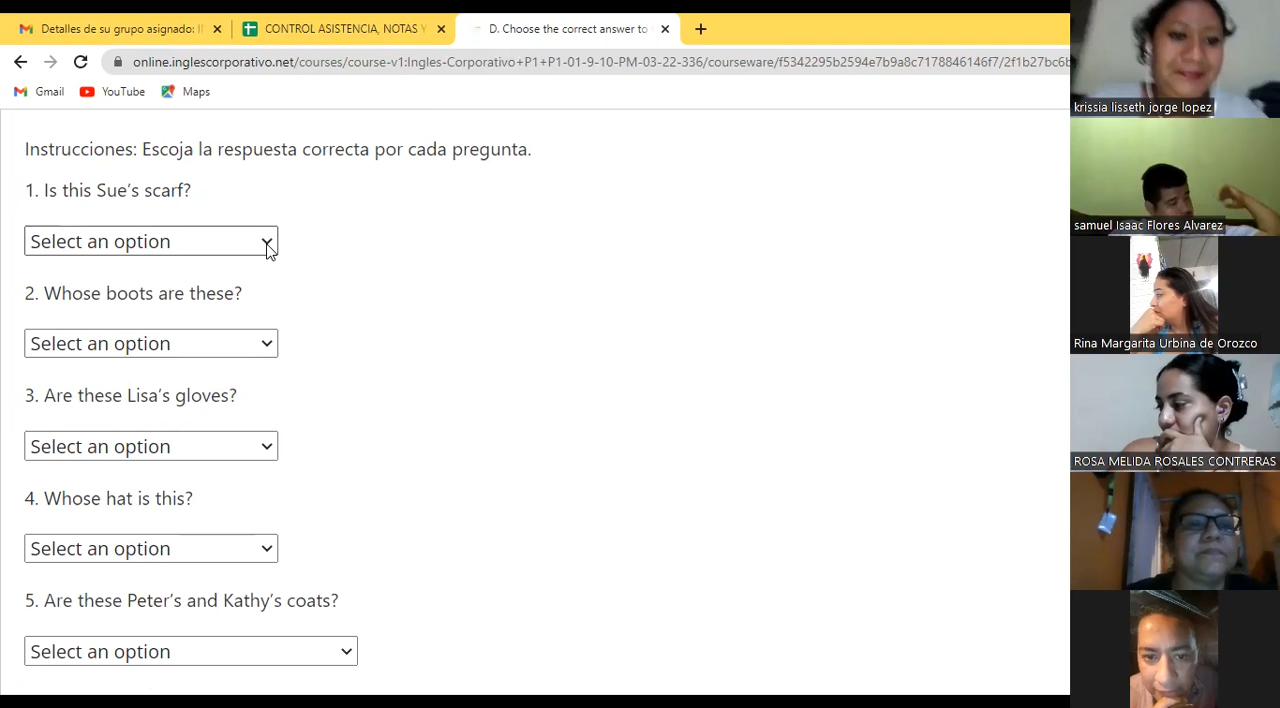 Detalles de su grupo asignado: I
CONTROL ASISTENCIA, NOTAS Y
D. Choose the correct answer to
online.inglescorporativo.net/courses/course-v1:Ingles-Corporativo+P1+P1-01-9-10-PM-03-22-336/courseware/f5342295b2594e7b9a8c7178846146f7/2f1b27bc6b
Gmail
YouTube
Maps
Instrucciones: Escoja la respuesta correcta por cada pregunta.
1. Is this Sue's scarf?
Select an option
2. Whose boots are these?
Select an option
3. Are these Lisa's gloves?
Select an option
4. Whose hat is this?
Select an option
5. Are these Peter's and Kathy's coats?
Select an option
krissia lisseth jorge lopez
samuel Isaac Flores Alvarez
Rina Margarita Urbina de Orozco
ROSA MELIDA ROSALES CONTRERAS